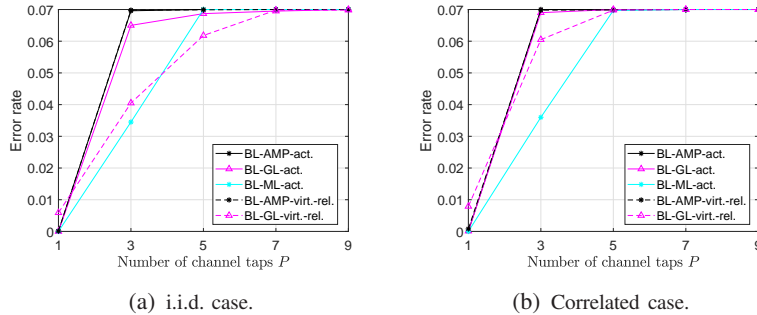 0.07
0.06
0.05
0.04
0.03
0.02
0.01
0
Error rate
BL-AMP-act.
BL-GL-act.
BL-ML-act.
BL-AMP-virt.-rel.
BL-GL-virt.-rel.
1 3 5 7 9
Number of channel taps P
(a) i.i.d. case.
0.07
0.06
0.05
0.04
0.03
0.02
0.01
0
Error rate
BL-AMP-act.
BL-GL-act.
BL-ML-act.
BL-AMP-virt.-rel.
BL-GL-virt.-rel.
1 3 5 7 9
Number of channel taps P
(b) Correlated case.